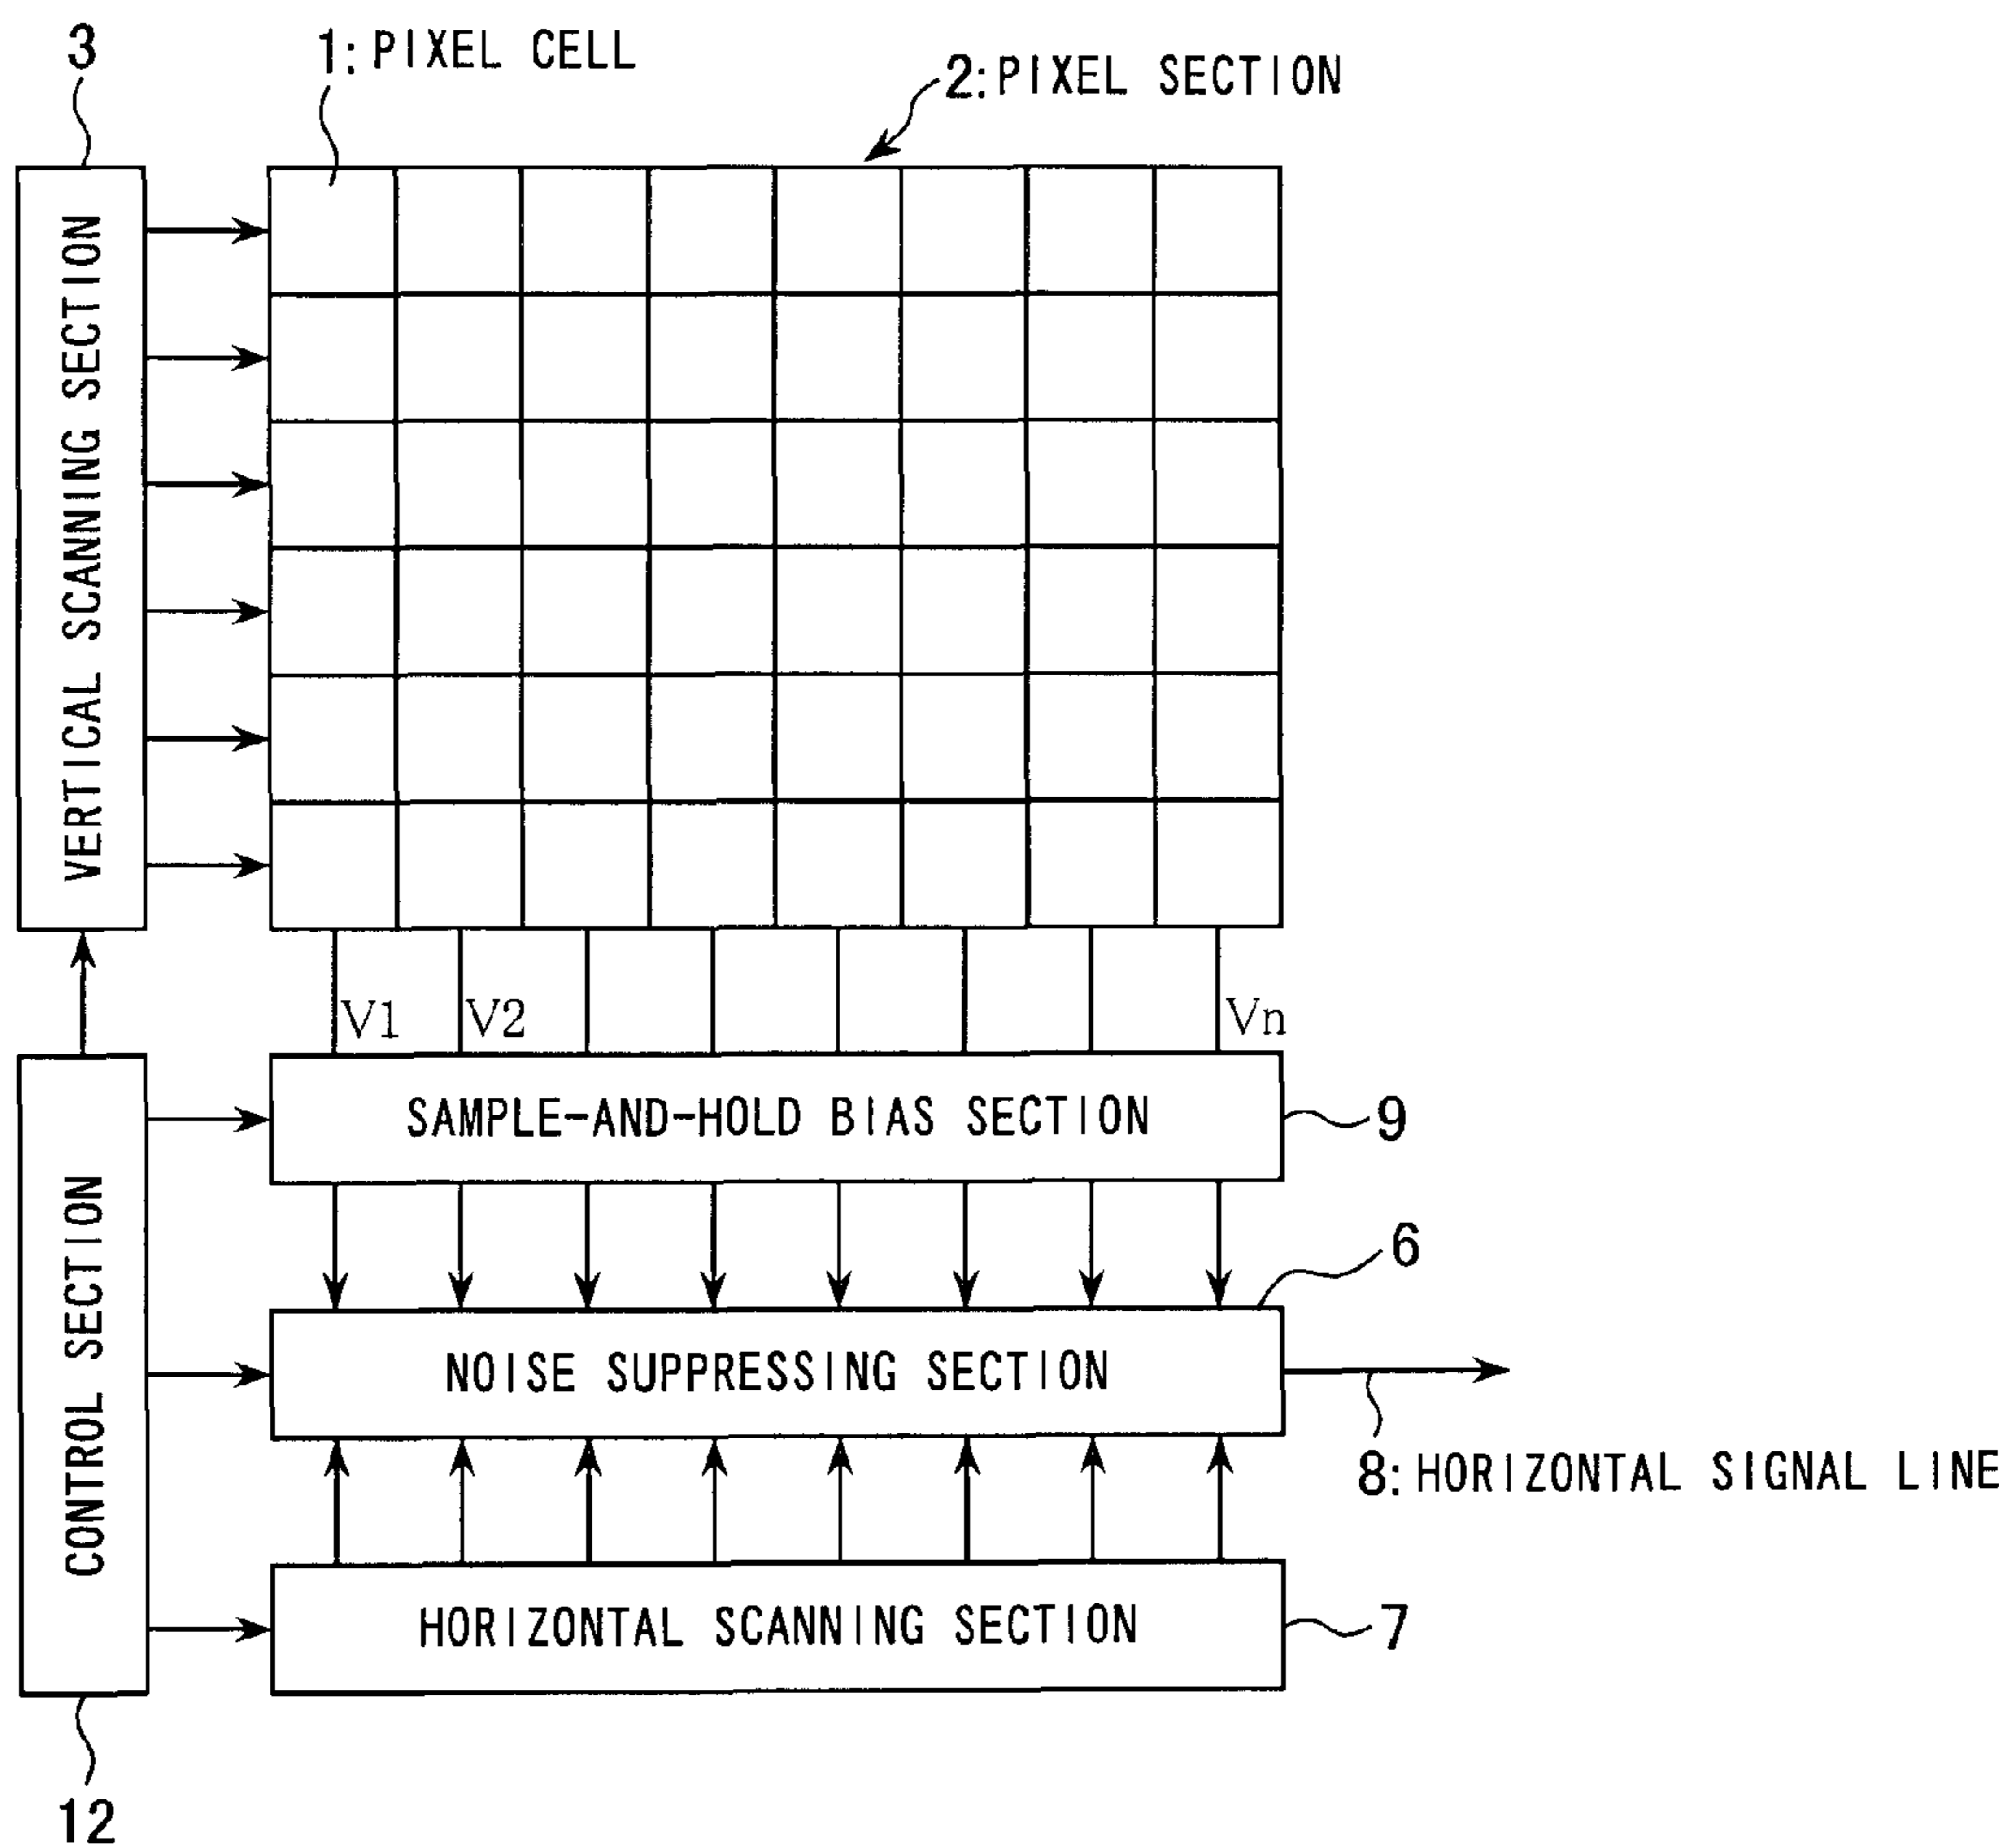 3
1: PIXEL CELL
2: PIXEL SECTION
VERTICAL SCANNING SECTION
V1
V2
Vn
SAMPLE-AND-HOLD BIAS SECTION
9
CONTROL SECTION
6
NOISE SUPPRESSING SECTION
8: HORIZONTAL SIGNAL LINE
HORIZONTAL SCANNING SECTION
7
12